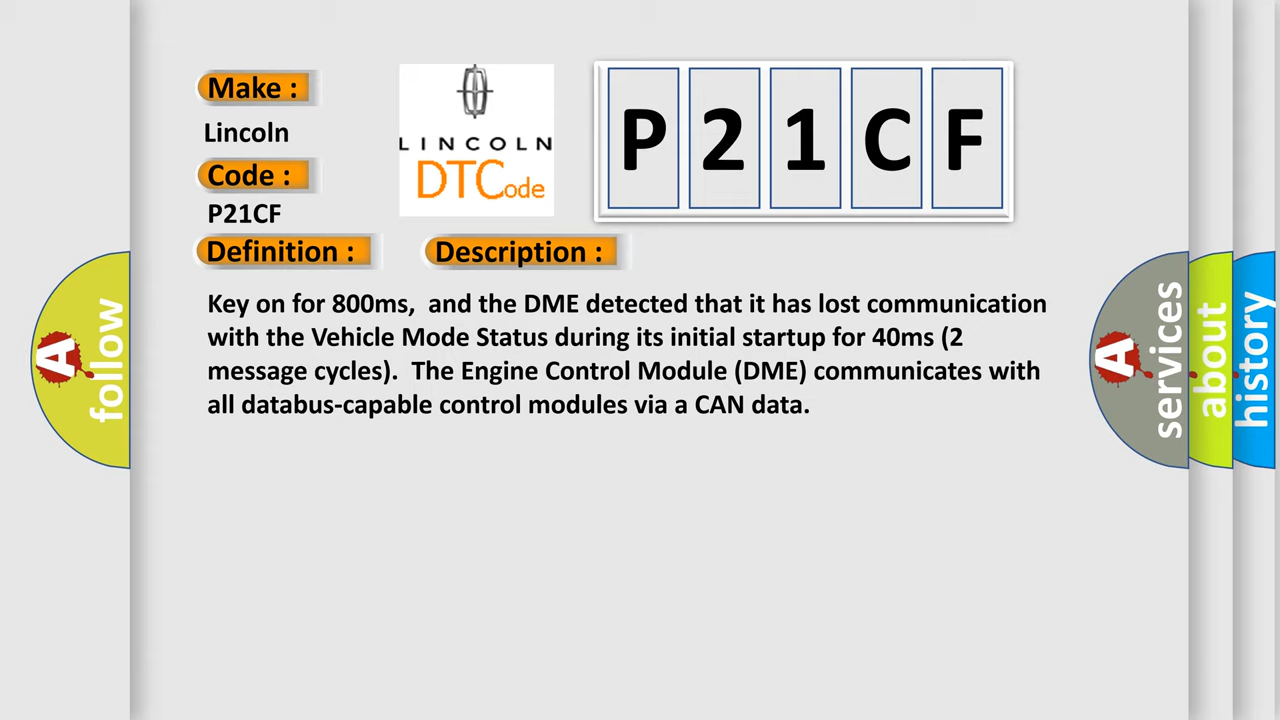 Make :
Lincoln
Code :
P21CF
LINCOLN
DTCode
P21CF
Definition :
Description :
Key on for 800ms,  and the DME detected that it has lost communication
with the Vehicle Mode Status during its initial startup for 40ms (2
message cycles).  The Engine Control Module (DME) communicates with
all databus-capable control modules via a CAN data.
A
follow
A
services
about
history